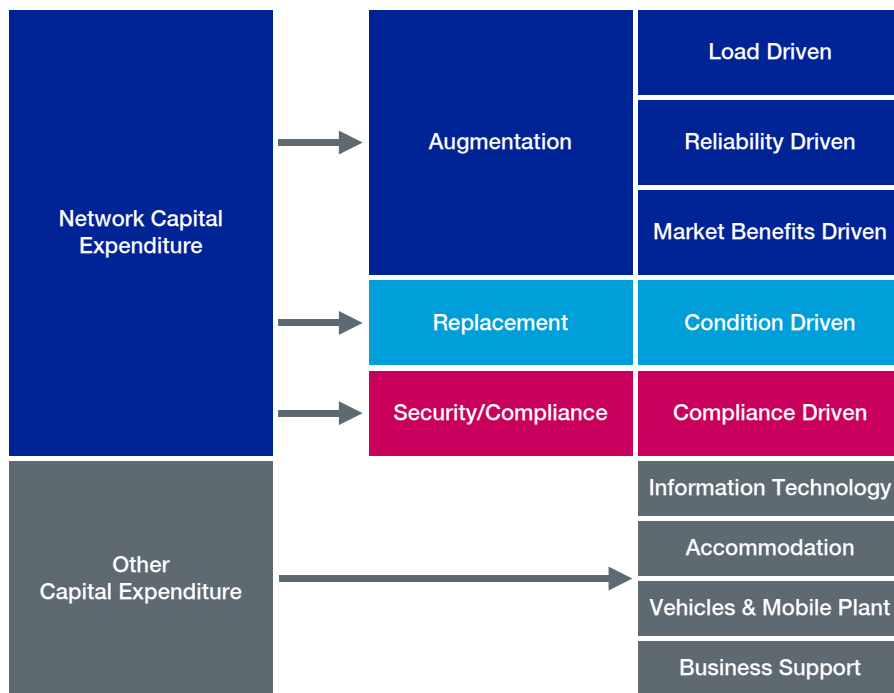 Network Capital
Expenditure
Augmentation
Load Driven
Reliability Driven
Market Benefits Driven
Replacement
Condition Driven
Security/Compliance
Compliance Driven
Other
Capital Expenditure
Information Technology
Accommodation
Vehicles & Mobile Plant
Business Support